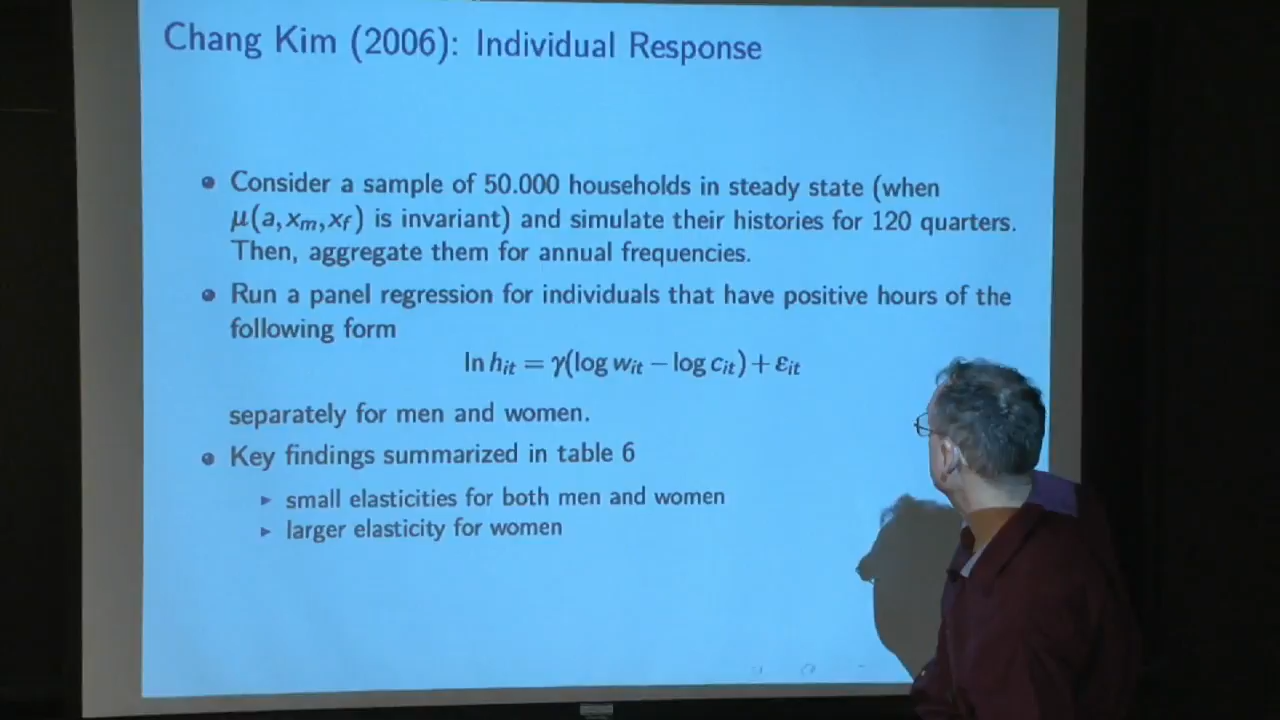 Chang Kim (2006): Individual Response
Consider a sample of 50.000 households in steady state (when
μ(a,xₘ,x_f) is invariant) and simulate their histories for 120 quarters.
Then, aggregate them for annual frequencies.
Run a panel regression for individuals that have positive hours of the
following form
ln h_it = γ(log w_it − log c_it) + ε_it
separately for men and women.
Key findings summarized in table 6
small elasticities for both men and women
larger elasticity for women